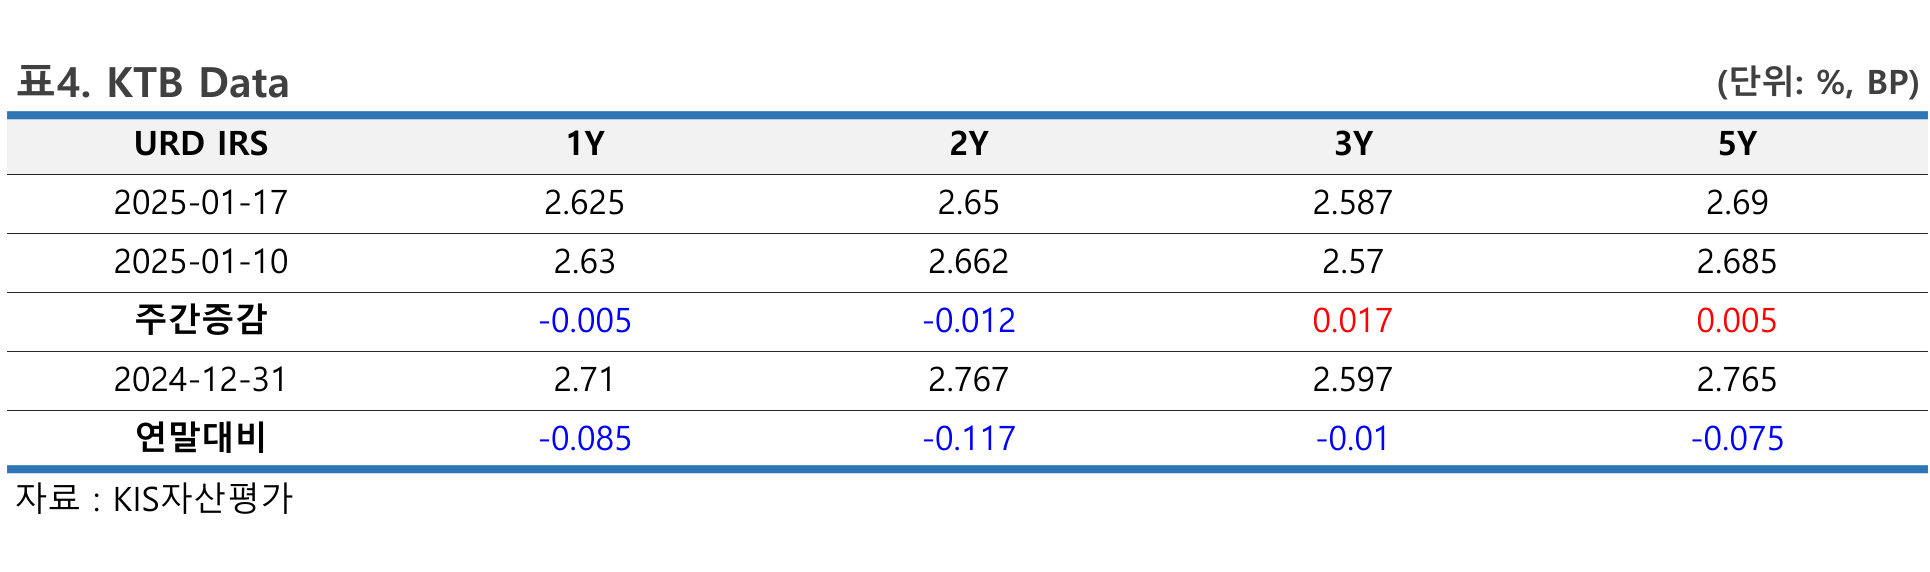 표4. KTB Data (단위: %, BP)
URD IRS 1Y 2Y 3Y 5Y
2025-01-17 2.625 2.65 2.587 2.69
2025-01-10 2.63 2.662 2.57 2.685
주간증감 -0.005 -0.012 0.017 0.005
2024-12-31 2.71 2.767 2.597 2.765
연말대비 -0.085 -0.117 -0.01 -0.075
자료 : KIS자산평가